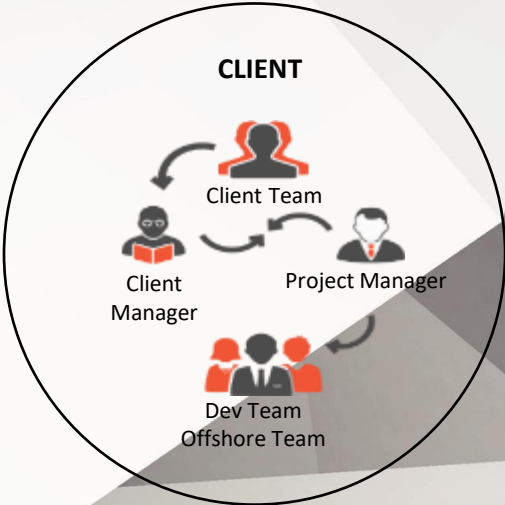 CLIENT
Client Team
Client
Manager
Project Manager
Dev Team
Offshore Team